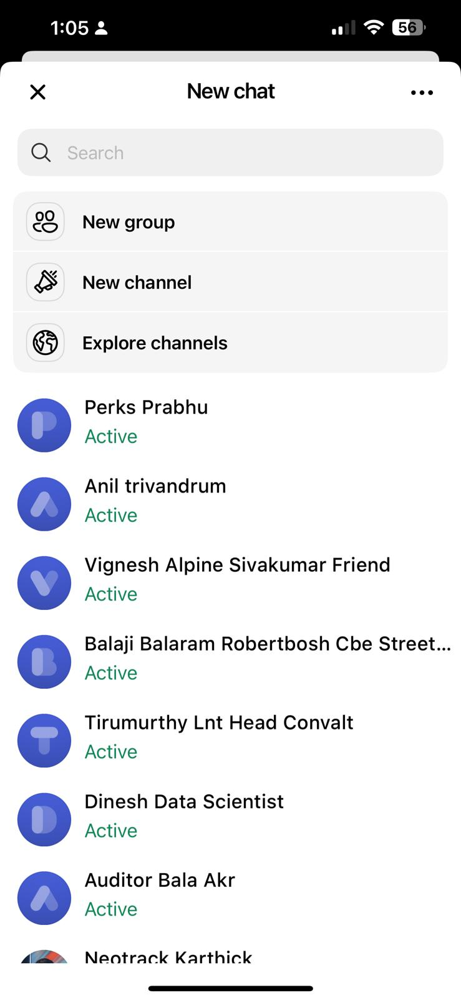 1:05
56
New chat
Search
New group
New channel
Explore channels
Perks Prabhu
Active
Anil trivandrum
Active
Vignesh Alpine Sivakumar Friend
Active
Balaji Balaram Robertbosh Cbe Street...
Active
Tirumurthy Lnt Head Convalt
Active
Dinesh Data Scientist
Active
Auditor Bala Akr
Active
Neotrack Karthick